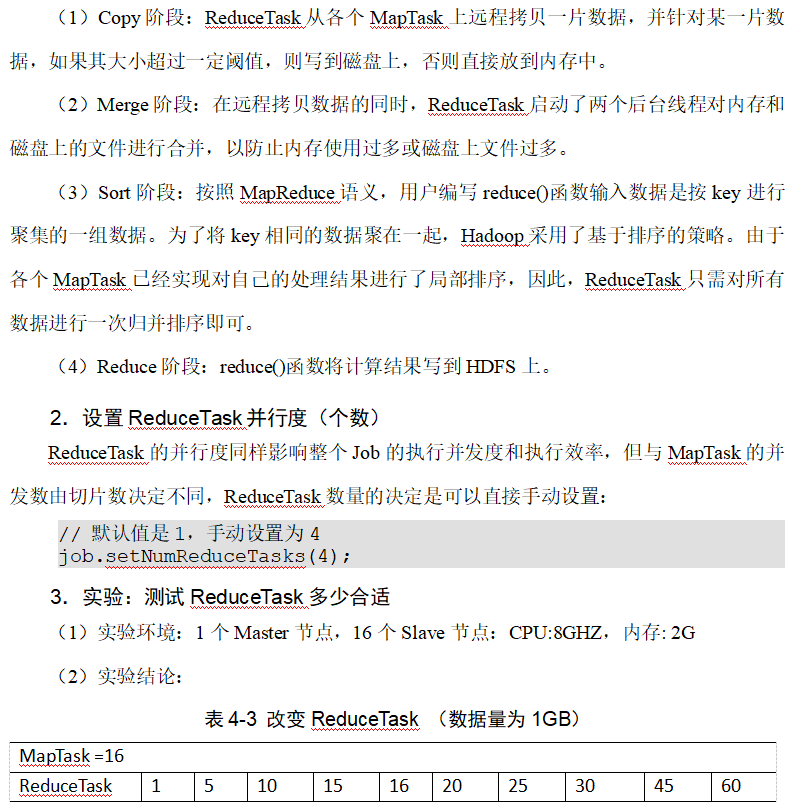 （1）Copy 阶段：ReduceTask 从各个 MapTask 上远程拷贝一片数据，并针对某一片数
据，如果其大小超过一定阈值，则写到磁盘上，否则直接放到内存中。
（2）Merge 阶段：在远程拷贝数据的同时，ReduceTask 启动了两个后台线程对内存和
磁盘上的文件进行合并，以防止内存使用过多或磁盘上文件过多。
（3）Sort 阶段：按照 MapReduce 语义，用户编写 reduce()函数输入数据是按 key 进行
聚集的一组数据。为了将 key 相同的数据聚在一起，Hadoop 采用了基于排序的策略。由于
各个 MapTask 已经实现对自己的处理结果进行了局部排序，因此，ReduceTask 只需对所有
数据进行一次归并排序即可。
（4）Reduce 阶段：reduce()函数将计算结果写到 HDFS 上。
2．设置 ReduceTask 并行度（个数）
ReduceTask 的并行度同样影响整个 Job 的执行并发度和执行效率，但与 MapTask 的并
发数由切片数决定不同，ReduceTask 数量的决定是可以直接手动设置：
// 默认值是 1，手动设置为 4
job.setNumReduceTasks(4);
3．实验：测试 ReduceTask 多少合适
（1）实验环境：1 个 Master 节点，16 个 Slave 节点：CPU:8GHZ，内存: 2G
（2）实验结论：
表 4-3 改变 ReduceTask （数据量为 1GB）
MapTask =16
ReduceTask 1 5 10 15 16 20 25 30 45 60